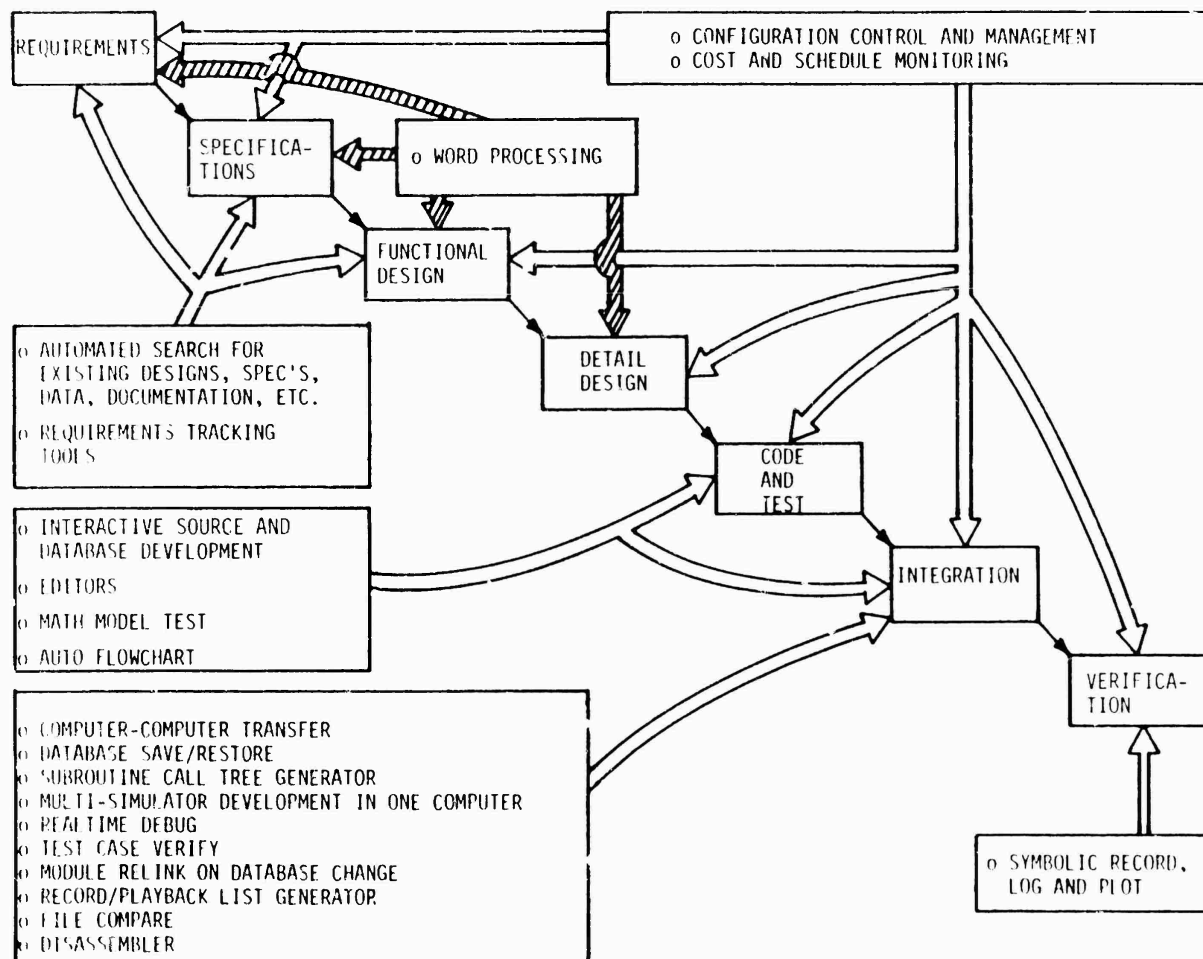 REQUIREMENTS
o CONFIGURATION CONTROL AND MANAGEMENT
o COST AND SCHEDULE MONITORING
SPECIFICA-
TIONS
o WORD PROCESSING
FUNCTIONAL
DESIGN
o AUTOMATED SEARCH FOR
EXISTING DESIGNS, SPEC'S,
DATA, DOCUMENTATION, ETC.
o REQUIREMENTS TRACKING
TOOLS
DETAIL
DESIGN
CODE
AND
TEST
o INTERACTIVE SOURCE AND
DATABASE DEVELOPMENT
o EDITORS
o MATH MODEL TEST
o AUTO FLOWCHART
INTEGRATION
VERIFICA-
TION
o COMPUTER-COMPUTER TRANSFER
o DATABASE SAVE/RESTORE
o SUBROUTINE CALL TREE GENERATOR
o MULTI-SIMULATOR DEVELOPMENT IN ONE COMPUTER
o REALTIME DEBUG
o TEST CASE VERIFY
o MODULE RELINK ON DATABASE CHANGE
o RECORD/PLAYBACK LIST GENERATOR
o FILE COMPARE
o DISASSEMBLER
o SYMBOLIC RECORD,
LOG AND PLOT